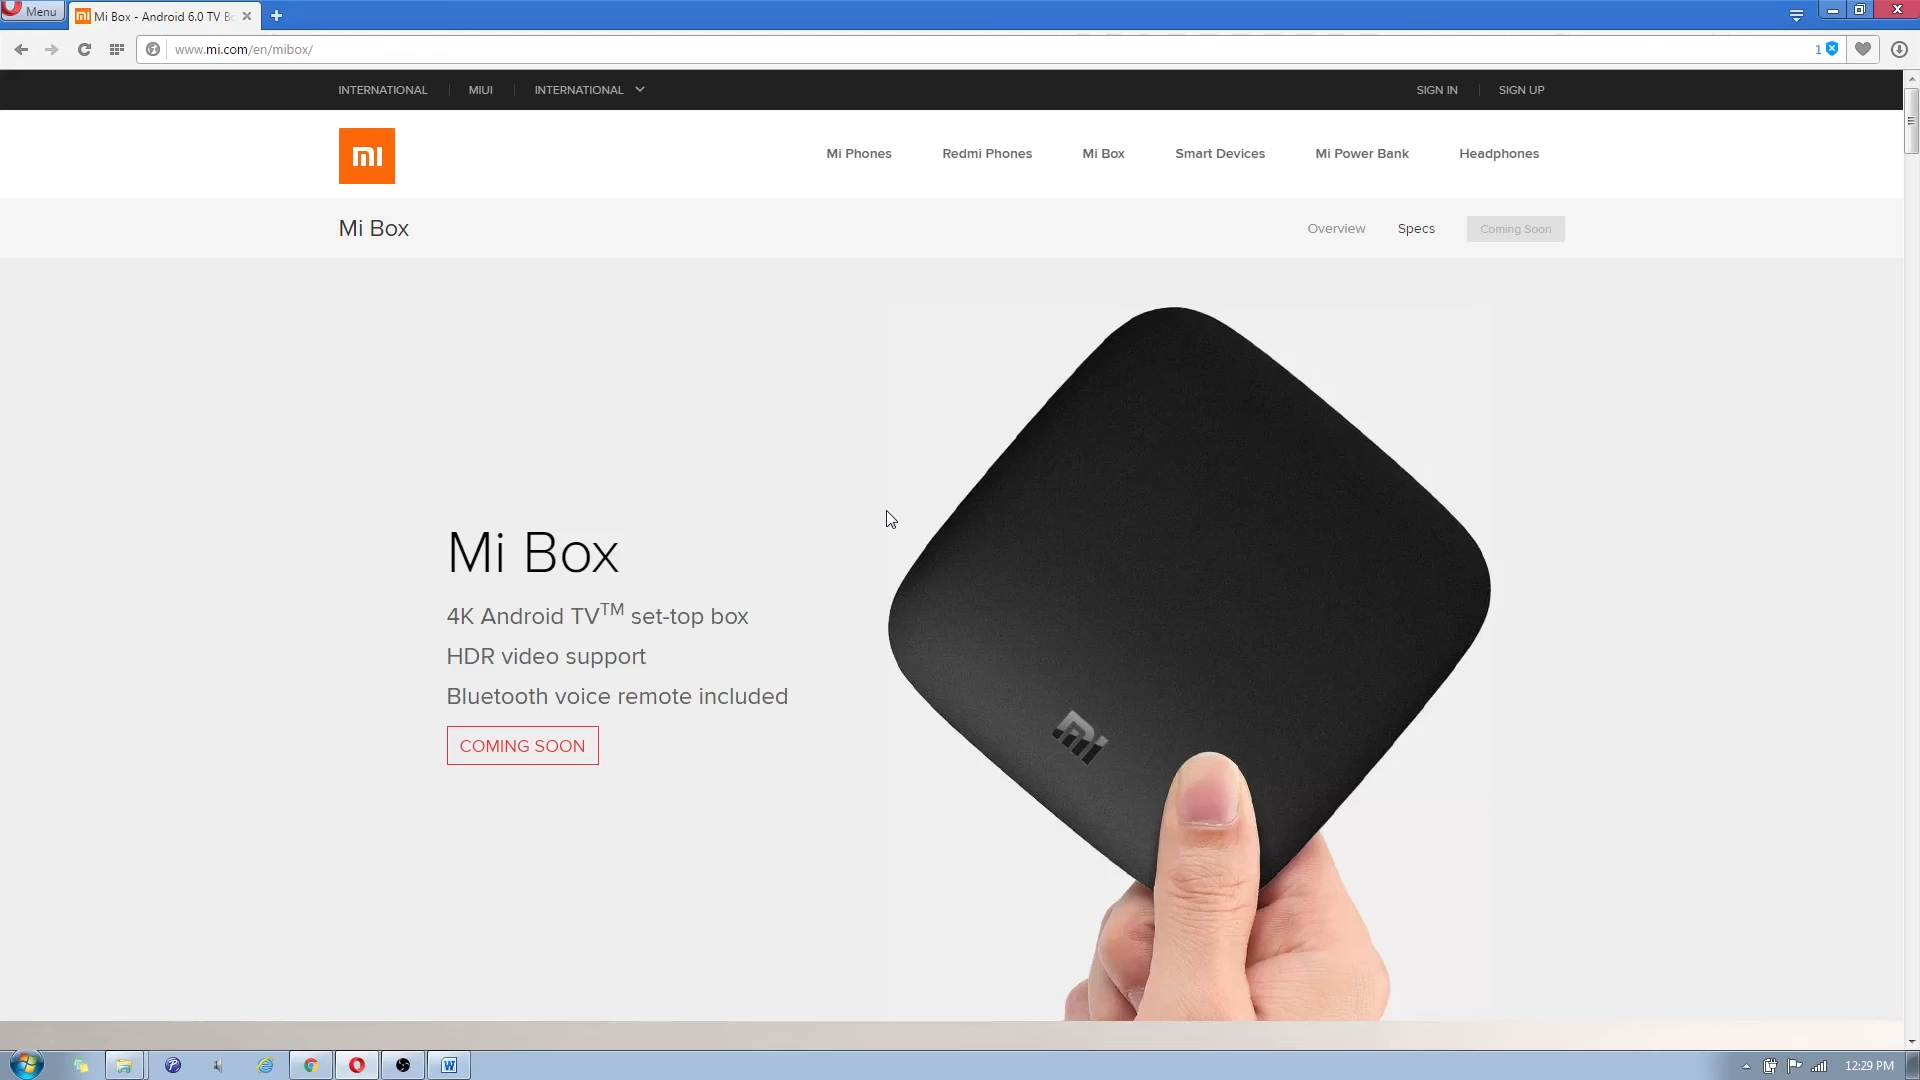 Menu
Mi Box - Android 6.0 TV B
www.mi.com/en/mibox/
1
INTERNATIONAL
MIUI
INTERNATIONAL
SIGN IN
SIGN UP
mi
Mi Phones
Redmi Phones
Mi Box
Smart Devices
Mi Power Bank
Headphones
Mi Box
Overview
Specs
Coming Soon
Mi Box
4K Android TV™ set-top box
HDR video support
Bluetooth voice remote included
COMING SOON
mi
12:29 PM